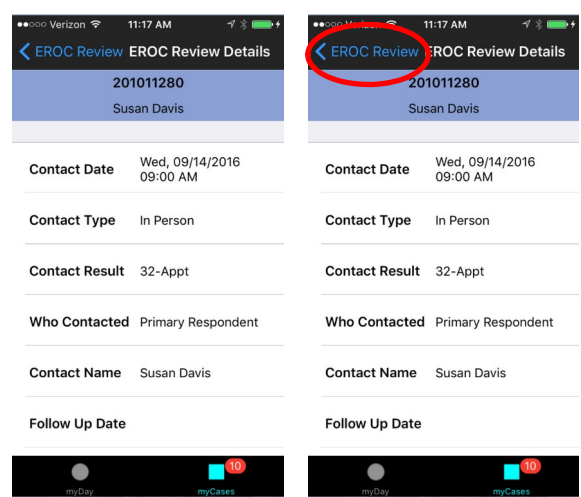 Verizon 11:17 AM
EROC Review EROC Review Details
201011280
Susan Davis
Contact Date Wed, 09/14/2016
09:00 AM
Contact Type In Person
Contact Result 32-Appt
Who Contacted Primary Respondent
Contact Name Susan Davis
Follow Up Date
10
myDay myCases
Verizon 11:17 AM
EROC Review EROC Review Details
201011280
Susan Davis
Contact Date Wed, 09/14/2016
09:00 AM
Contact Type In Person
Contact Result 32-Appt
Who Contacted Primary Respondent
Contact Name Susan Davis
Follow Up Date
10
myDay myCases